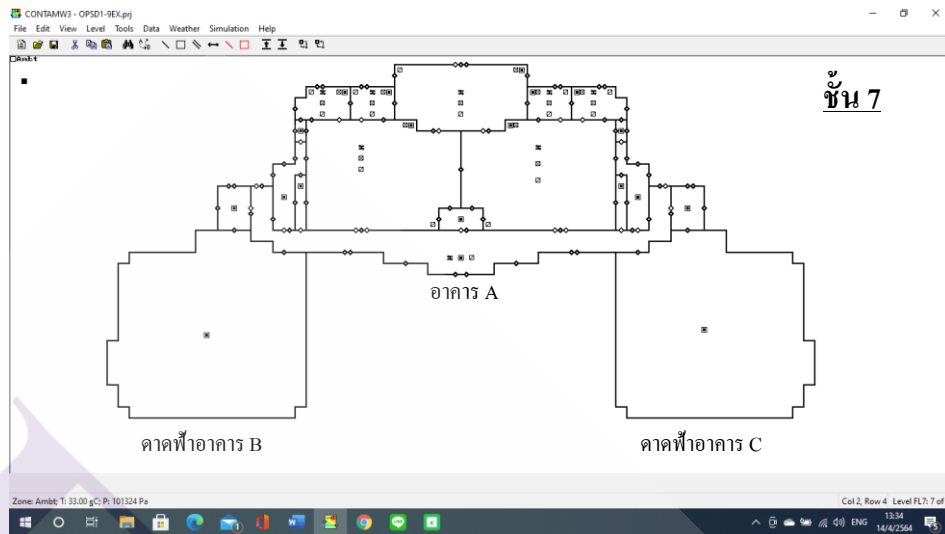 CONTAMW3 - OPSD1-9EX.prj
File Edit View Level Tools Data Weather Simulation Help
Ambt
ชั้น 7
อาคาร A
ดาดฟ้าอาคาร B
ดาดฟ้าอาคาร C
Zone: Ambt; T: 33.00 gC; P: 101324 Pa
Col 2, Row 4 Level FL7: 7 of
ENG
13:34
14/4/2564